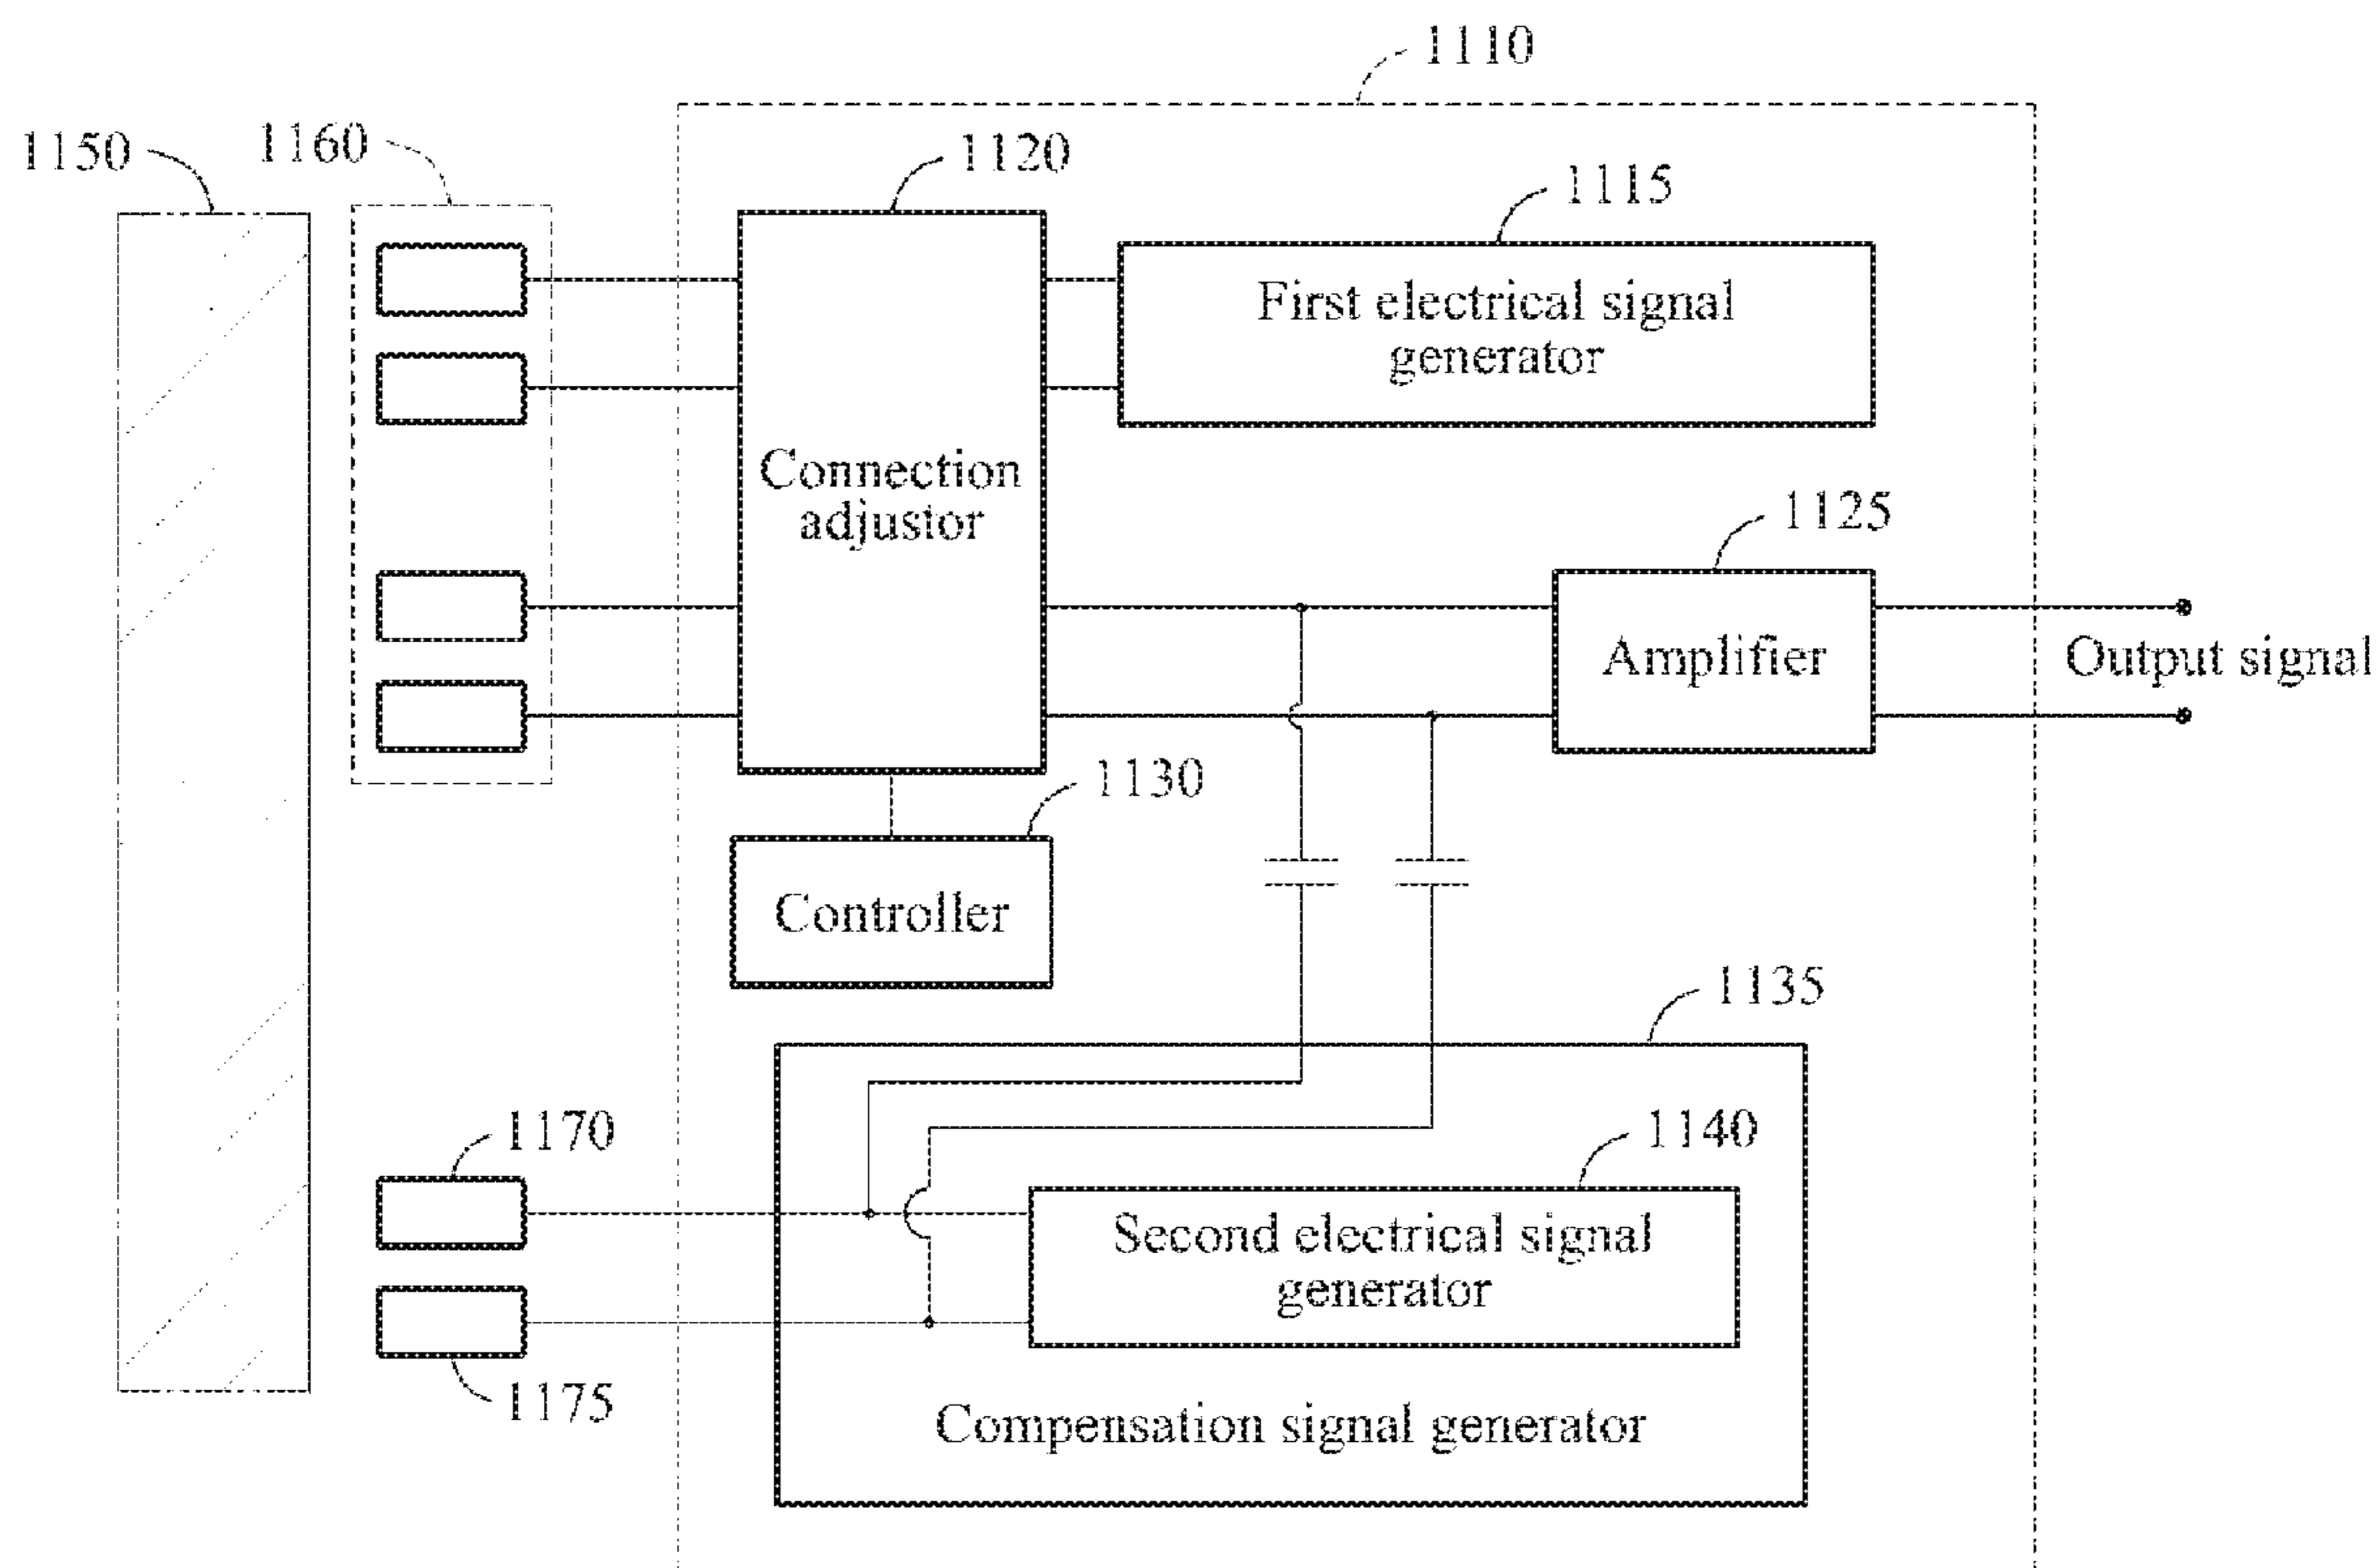 1110
1150
1160
1120
1115
First electrical signal
generator
Connection
adjustor
1125
Amplifier
Output signal
1130
Controller
1135
1170
1140
Second electrical signal
generator
1175
Compensation signal generator